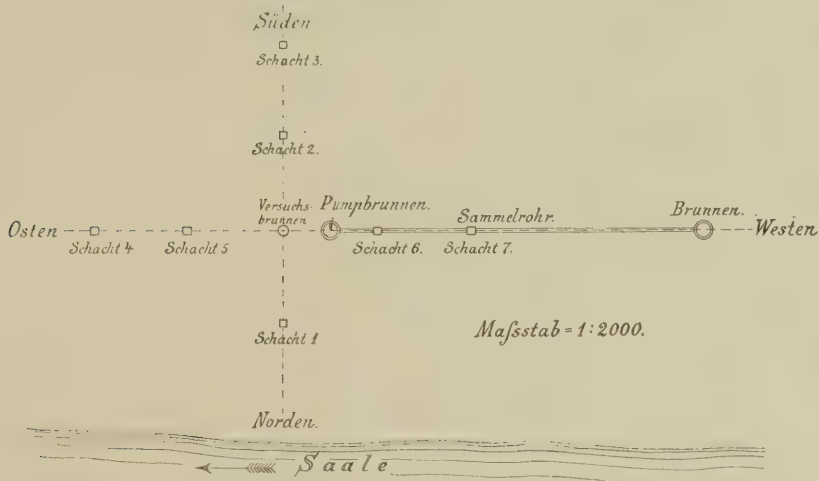 Süden
Schacht 3.
Schacht 2.
Versuchs-
brunnen
Pumpbrunnen.
Sammelrohr.
Brunnen.
Osten
Westen
Schacht 4
Schacht 5
Schacht 6.
Schacht 7.
Schacht 1
Maſsstab = 1:2000.
Norden.
Saale